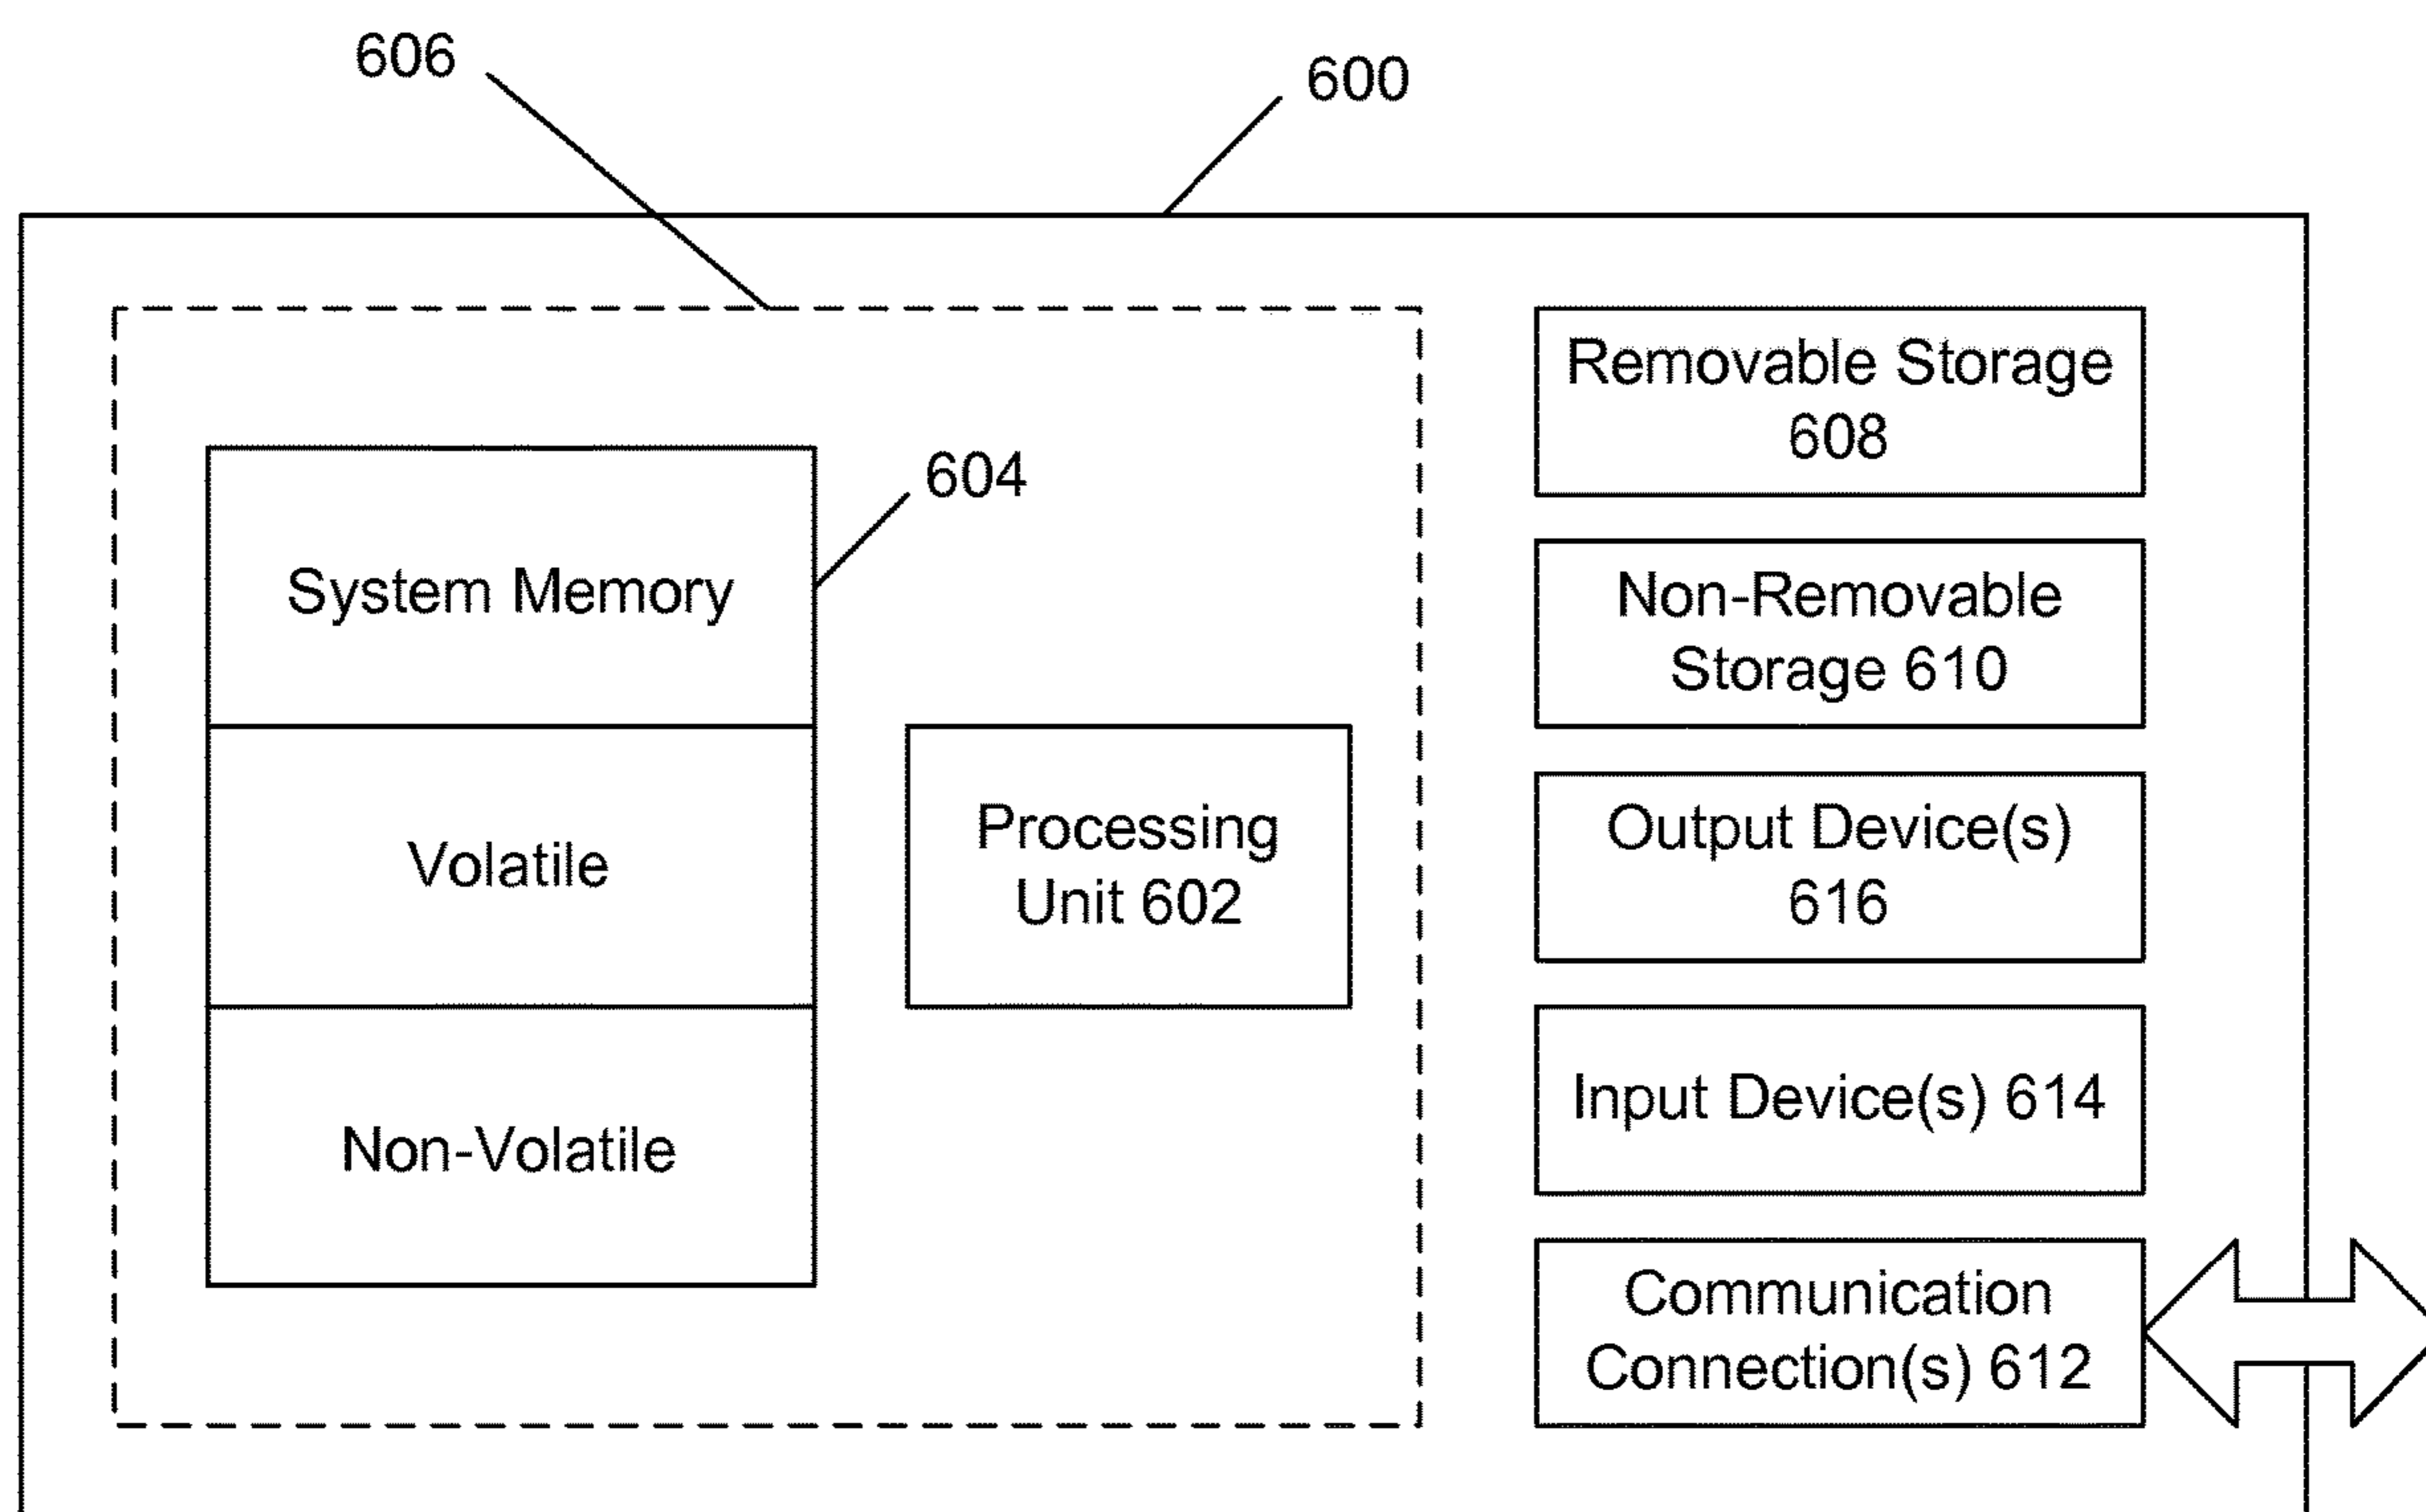 606
600
Removable Storage
608
604
System Memory
Non-Removable
Storage 610
Volatile
Processing
Unit 602
Output Device(s)
616
Non-Volatile
Input Device(s) 614
Communication
Connection(s) 612